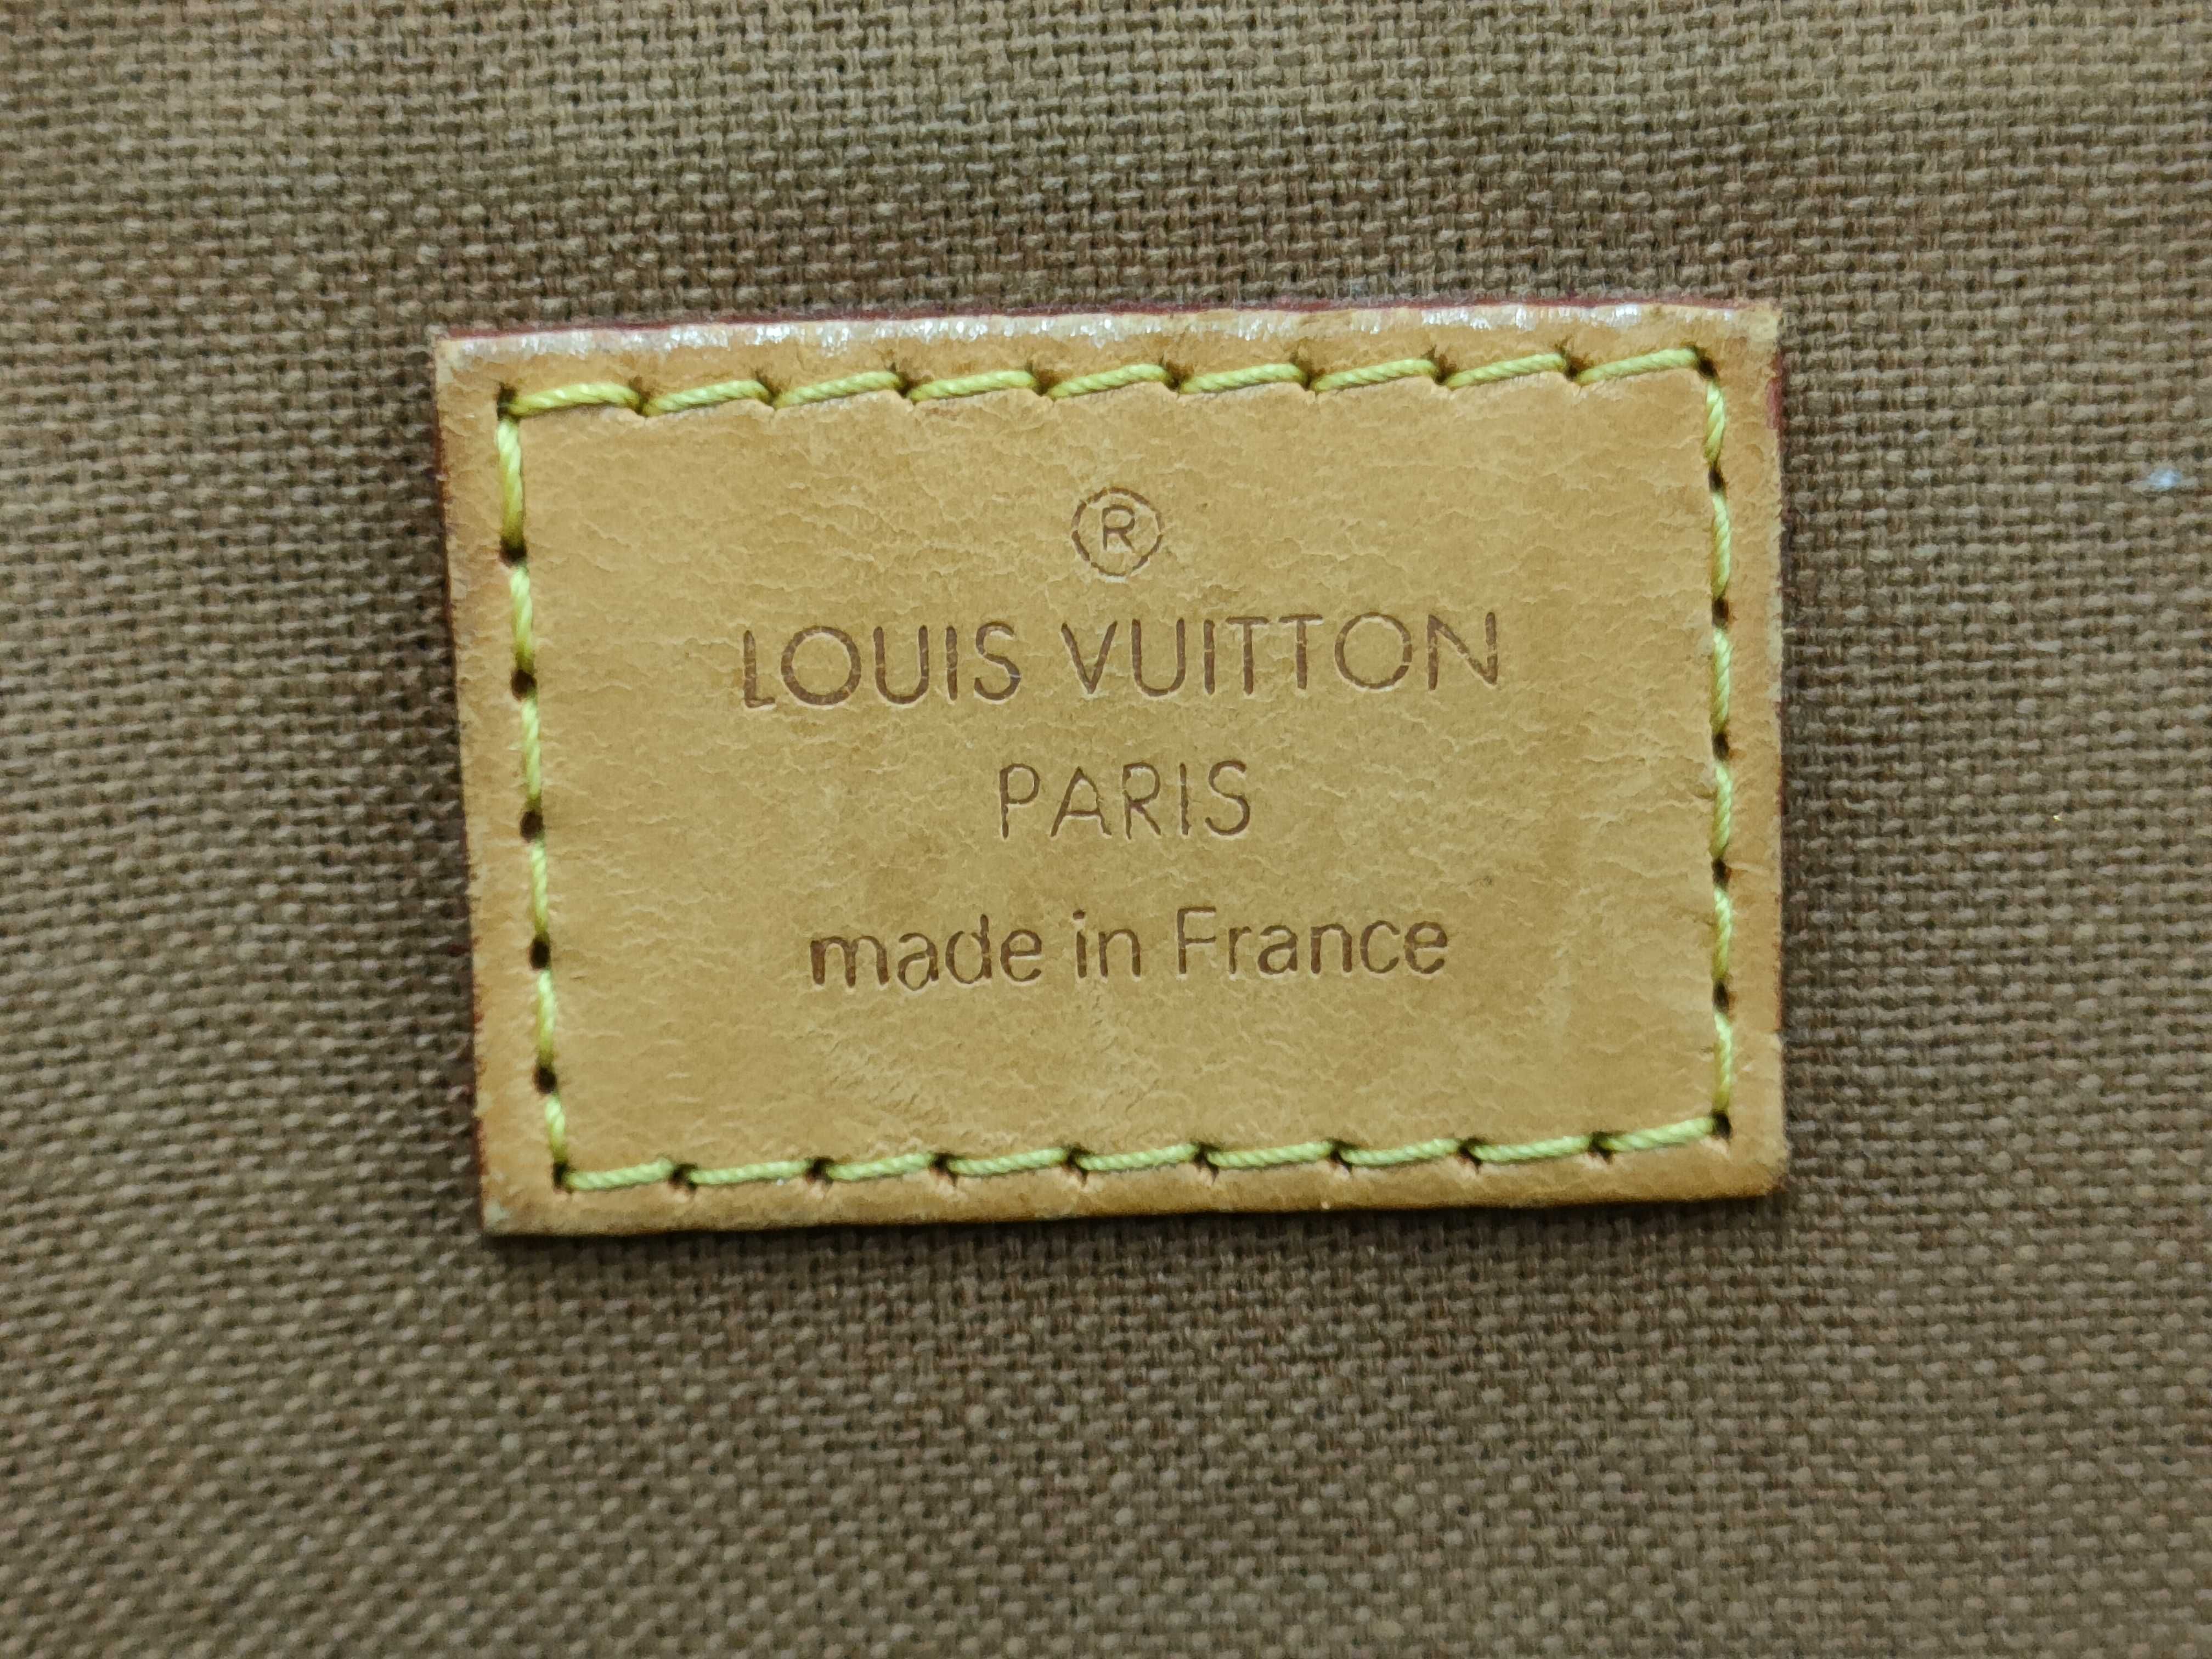 ®
LOUIS VUITTON
PARIS
made in France